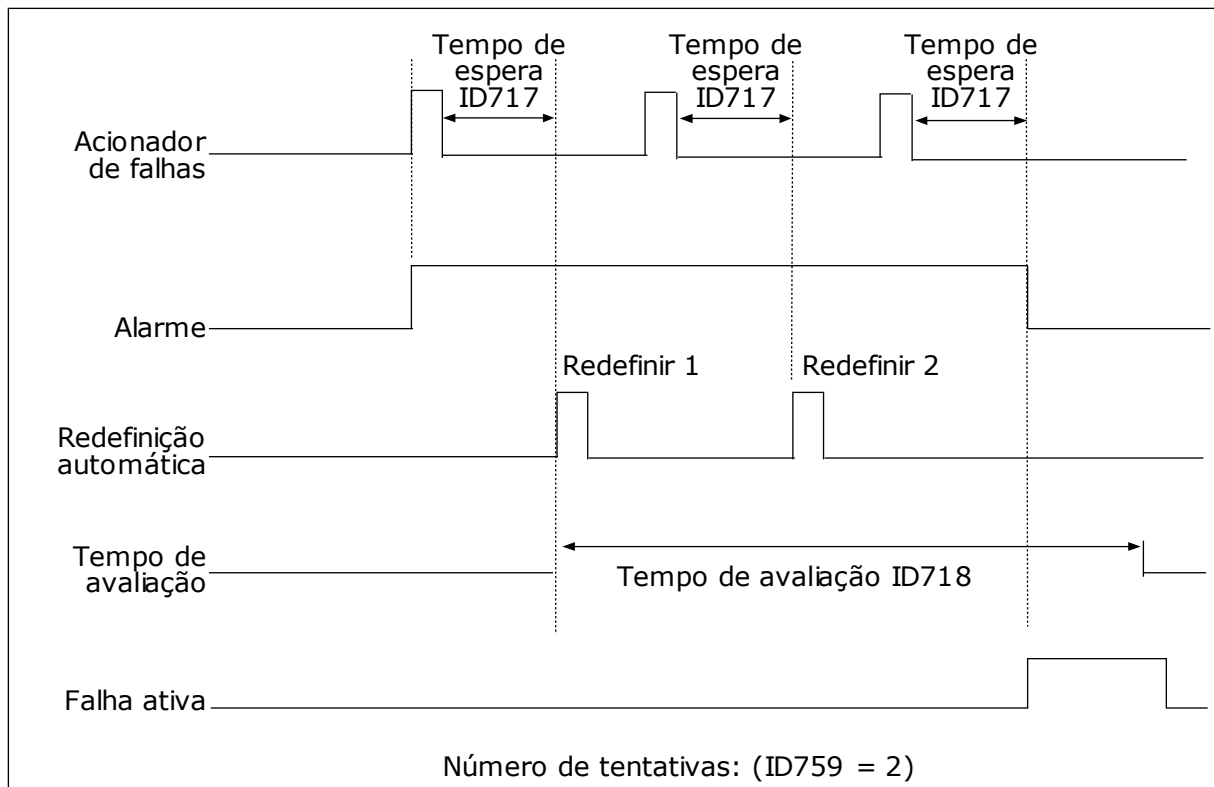 Tempo de
espera
ID717
Tempo de
espera
ID717
Tempo de
espera
ID717
Acionador
de falhas
Alarme
Redefinir 1
Redefinir 2
Redefinição
automática
Tempo de
avaliação
Tempo de avaliação ID718
Falha ativa
Número de tentativas: (ID759 = 2)